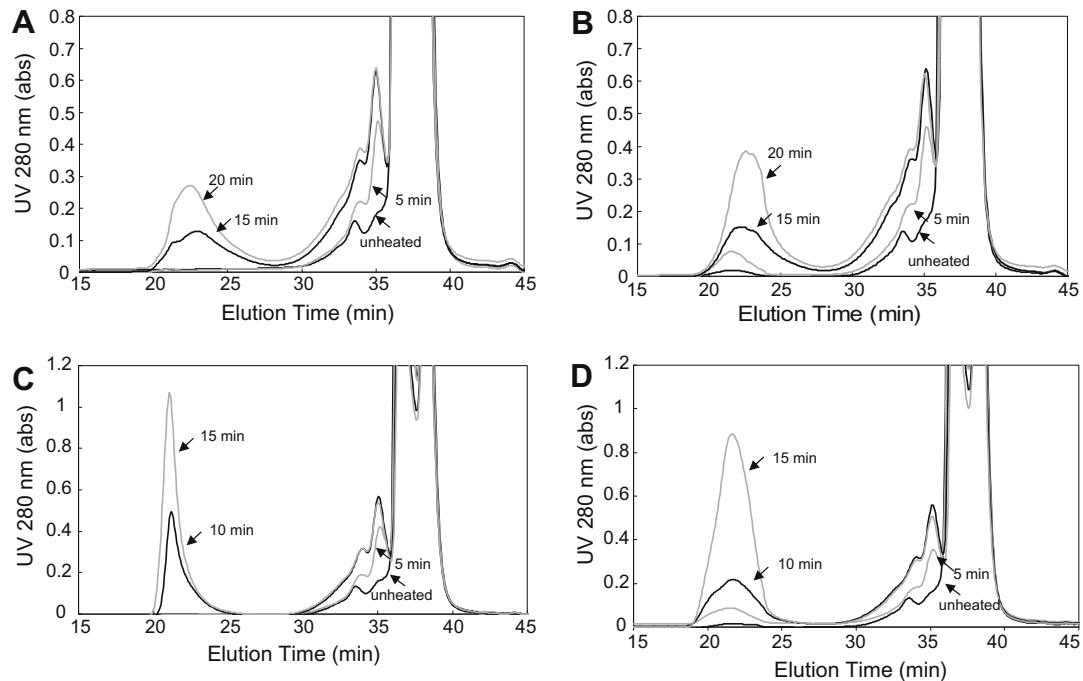 A
UV 280 nm (abs)
0.8
0.7
0.6
0.5
0.4
0.3
0.2
0.1
0
20 min
15 min
5 min
unheated
15 20 25 30 35 40 45
Elution Time (min)
B
UV 280 nm (abs)
0.8
0.7
0.6
0.5
0.4
0.3
0.2
0.1
0
20 min
15 min
5 min
unheated
15 20 25 30 35 40 45
Elution Time (min)
C
UV 280 nm (abs)
1.2
1
0.8
0.6
0.4
0.2
0
15 min
10 min
5 min
unheated
15 20 25 30 35 40 45
Elution Time (min)
D
UV 280 nm (abs)
1.2
1
0.8
0.6
0.4
0.2
0
15 min
10 min
5 min
unheated
15 20 25 30 35 40 45
Elution Time (min)